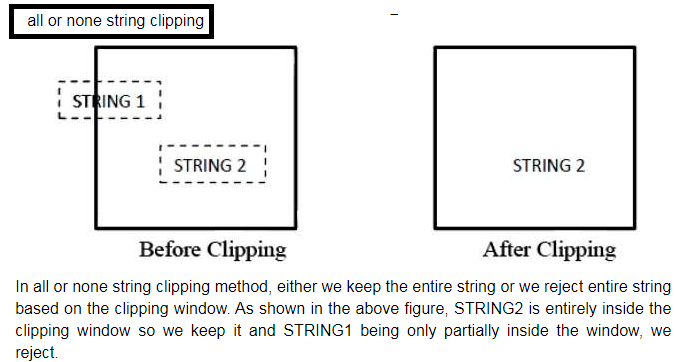 all or none string clipping
–
STRING 1
STRING 2
STRING 2
Before Clipping
After Clipping
In all or none string clipping method, either we keep the entire string or we reject entire string
based on the clipping window. As shown in the above figure, STRING2 is entirely inside the
clipping window so we keep it and STRING1 being only partially inside the window, we
reject.